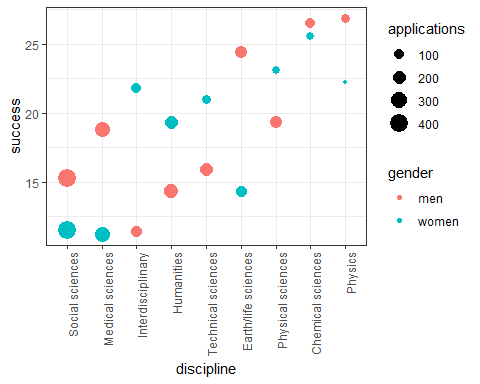 applications
100
200
300
400
gender
men
women
success
25
20
15
Social sciences
Medical sciences
Interdisciplinary
Humanities
Technical sciences
Earth/life sciences
Physical sciences
Chemical sciences
Physics
discipline